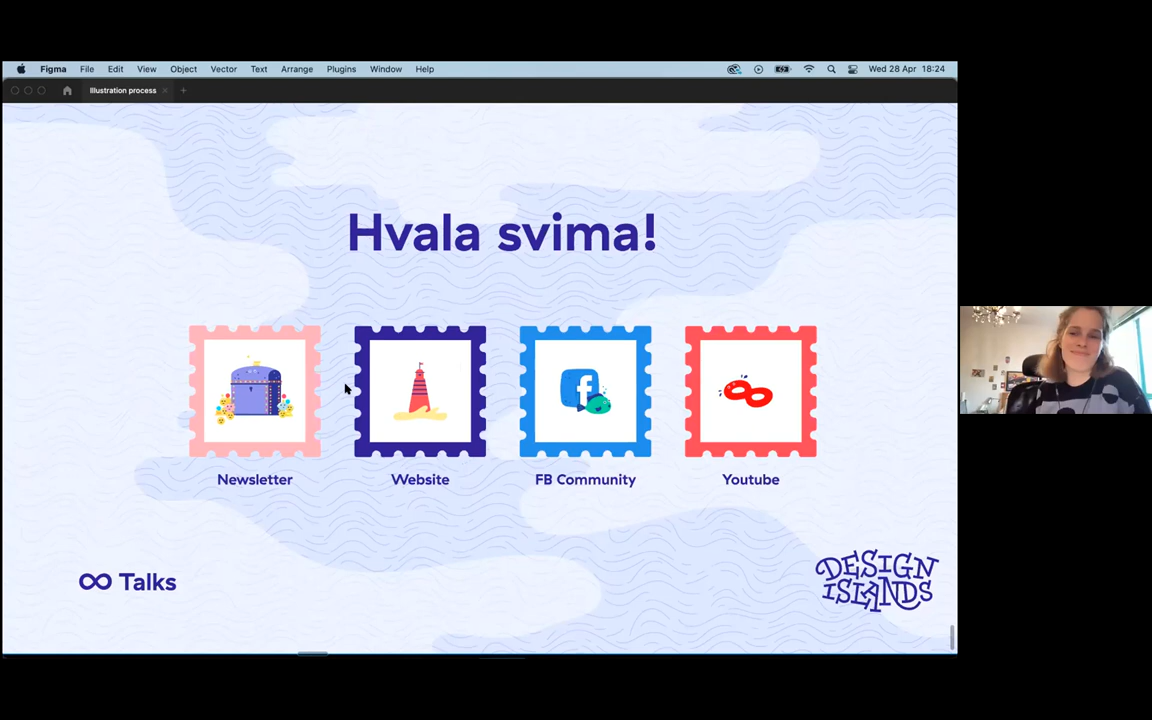 Figma File Edit View Object Vector Text Arrange Plugins Window Help Wed 28 Apr 18:24
Illustration process
Hvala svima!
Newsletter Website FB Community Youtube
Talks
DESIGN
ISLANDS